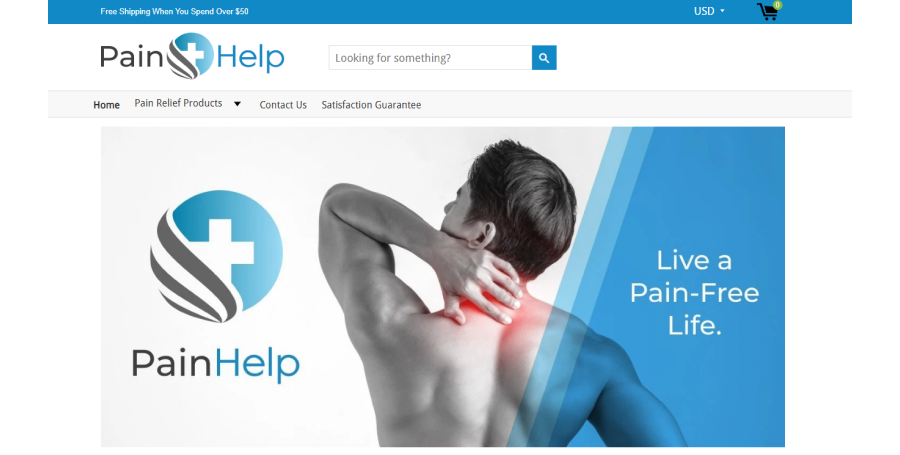 Free Shipping When You Spend Over $50
USD
0
Pain Help
Looking for something?
Home Pain Relief Products Contact Us Satisfaction Guarantee
PainHelp
Live a
Pain-Free
Life.